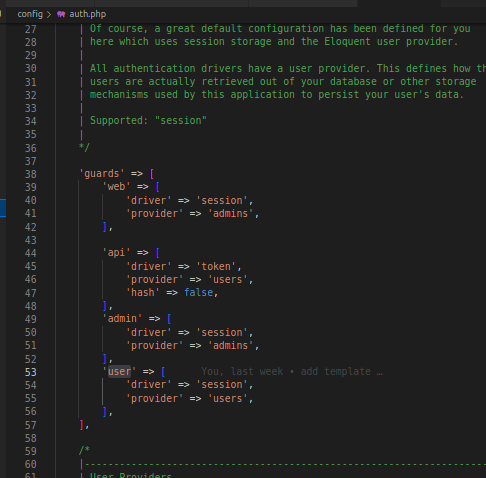 config > auth.php
27 | Of course, a great default configuration has been defined for you
28 | here which uses session storage and the Eloquent user provider.
29 |
30 | All authentication drivers have a user provider. This defines how th
31 | users are actually retrieved out of your database or other storage
32 | mechanisms used by this application to persist your user's data.
33 |
34 | Supported: "session"
35 |
36 */
37
38 'guards' => [
39 'web' => [
40 'driver' => 'session',
41 'provider' => 'admins',
42 ],
43
44 'api' => [
45 'driver' => 'token',
46 'provider' => 'users',
47 'hash' => false,
48 ],
49 'admin' => [
50 'driver' => 'session',
51 'provider' => 'admins',
52 ],
53 'user' => [ You, last week • add template …
54 'driver' => 'session',
55 'provider' => 'users',
56 ],
57 ],
58
59 /*
60 |--------------------------------------------------------------------------
61 | User Providers